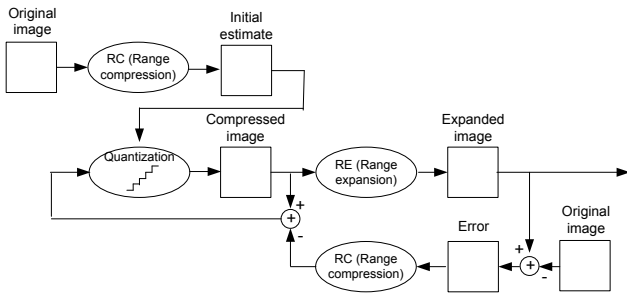 Original
image
RC (Range
compression)
Initial
estimate
Quantization
Compressed
image
RE (Range
expansion)
Expanded
image
+
+
-
RC (Range
compression)
Error
+
+
-
Original
image